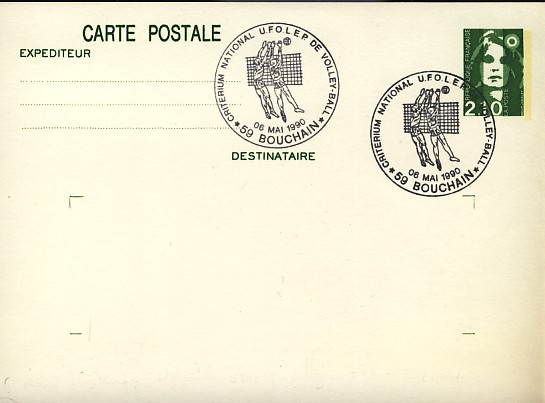 CARTE POSTALE
EXPEDITEUR
CRITERIUM NATIONAL U.F.O.L.E.P. DE VOLLEY-BALL
06 MAI 1990
*59 BOUCHAIN*
REPUBLIQUE FRANÇAISE
2,10
LA POSTE
CRITERIUM NATIONAL U.F.O.L.E.P. DE VOLLEY-BALL
06 MAI 1990
*59 BOUCHAIN*
DESTINATAIRE